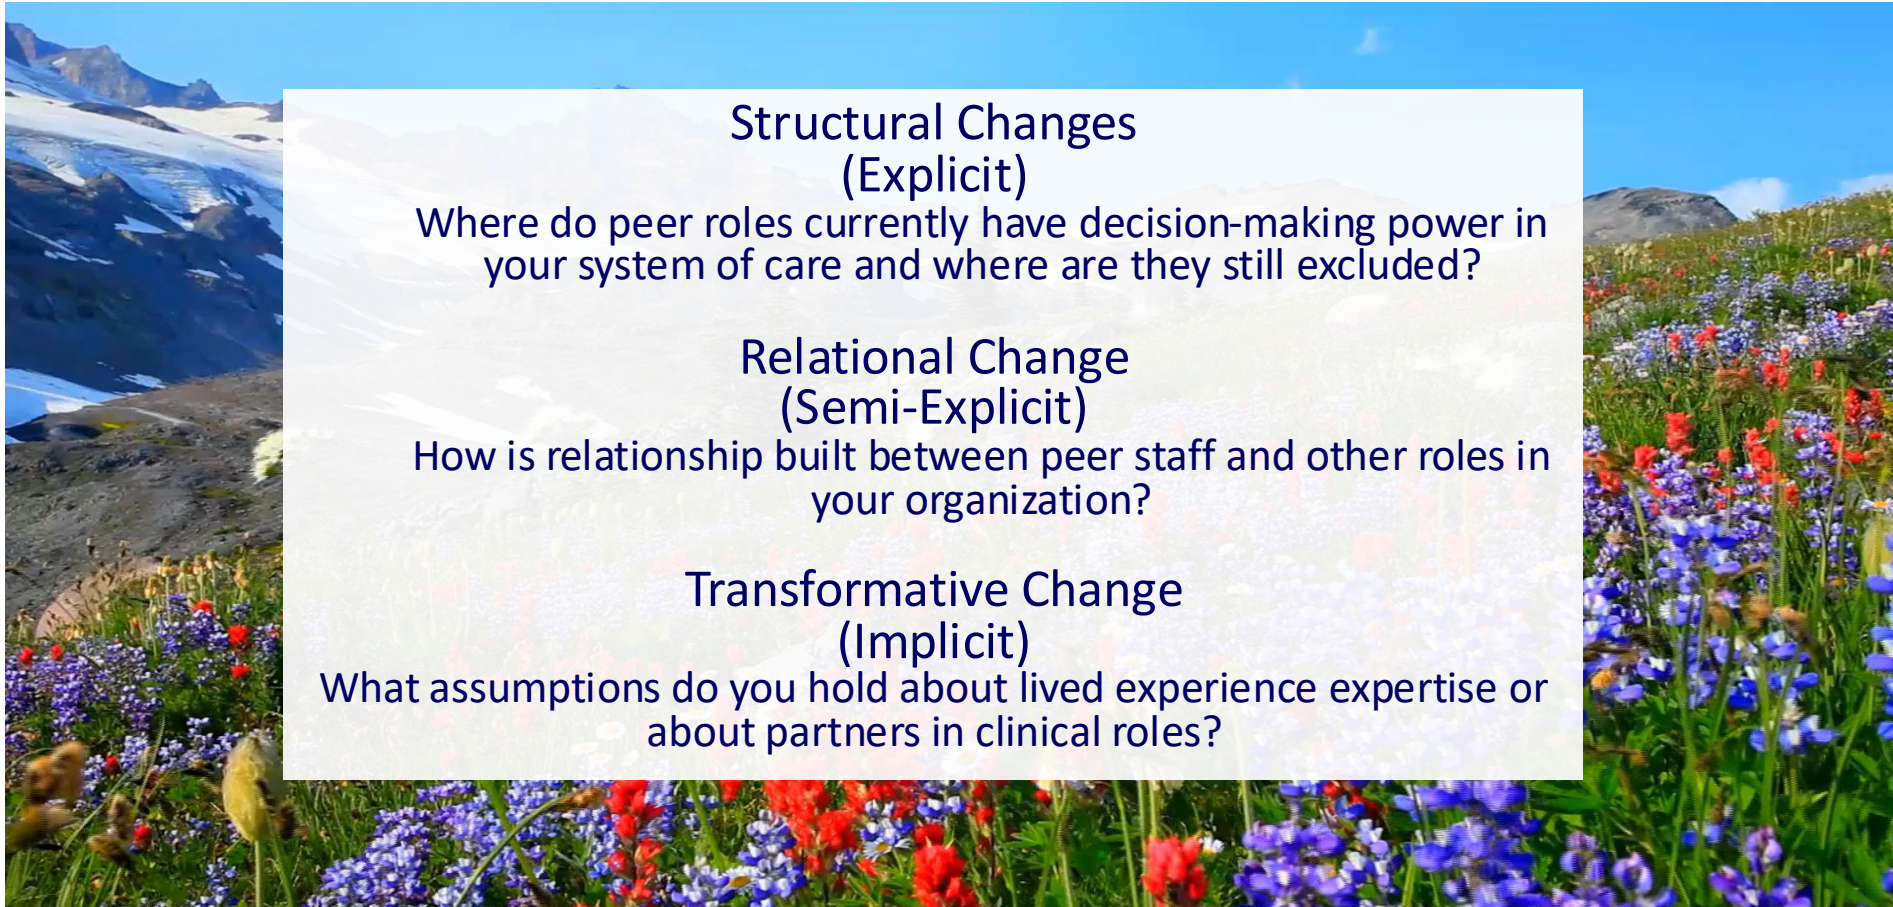 Structural Changes
(Explicit)
Where do peer roles currently have decision-making power in
your system of care and where are they still excluded?
Relational Change
(Semi-Explicit)
How is relationship built between peer staff and other roles in
your organization?
Transformative Change
(Implicit)
What assumptions do you hold about lived experience expertise or
about partners in clinical roles?